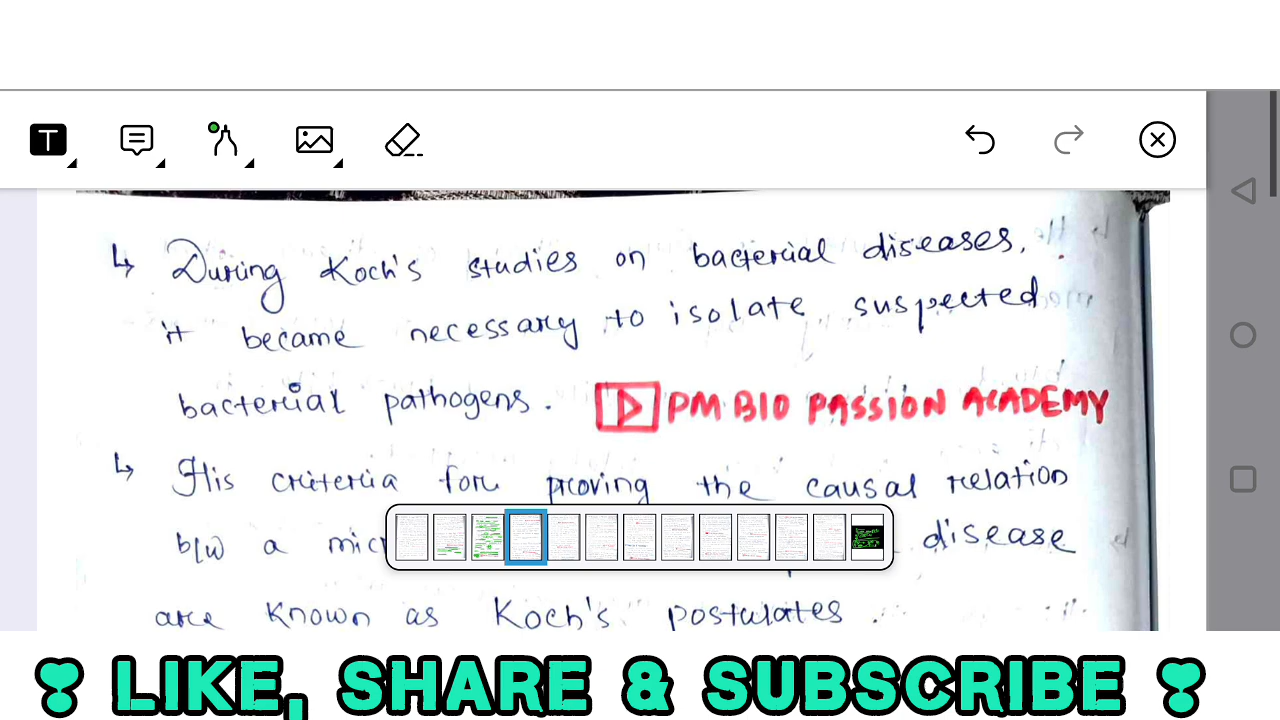 T
↳ During Koch's studies on bacterial diseases,
it became necessary to isolate suspected
bacterial pathogens. PM BIO PASSION ACADEMY
↳ His criteria for proving the causal relation
b/w a disease
are known as Koch's postulates.
❣ LIKE, SHARE & SUBSCRIBE ❣